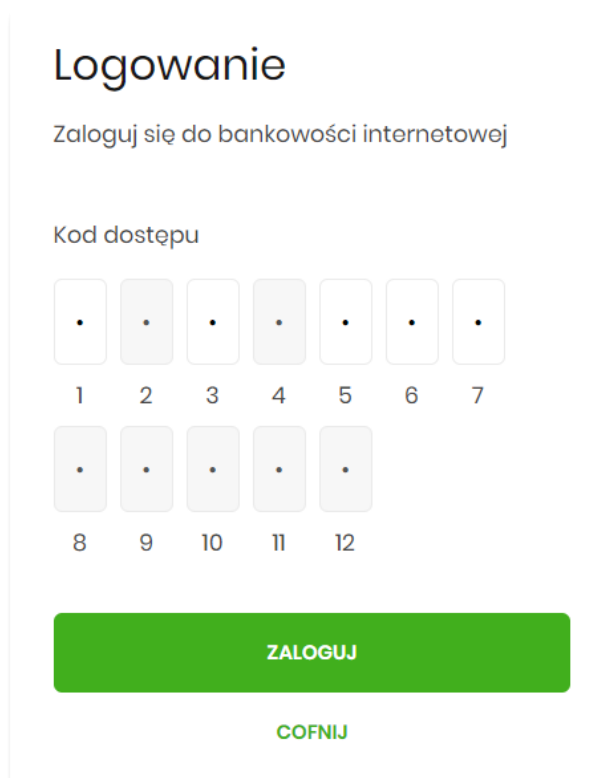 Logowanie
Zaloguj się do bankowości internetowej
Kod dostępu
• • • • • • •
1 2 3 4 5 6 7
• • • • •
8 9 10 11 12
ZALOGUJ
COFNIJ